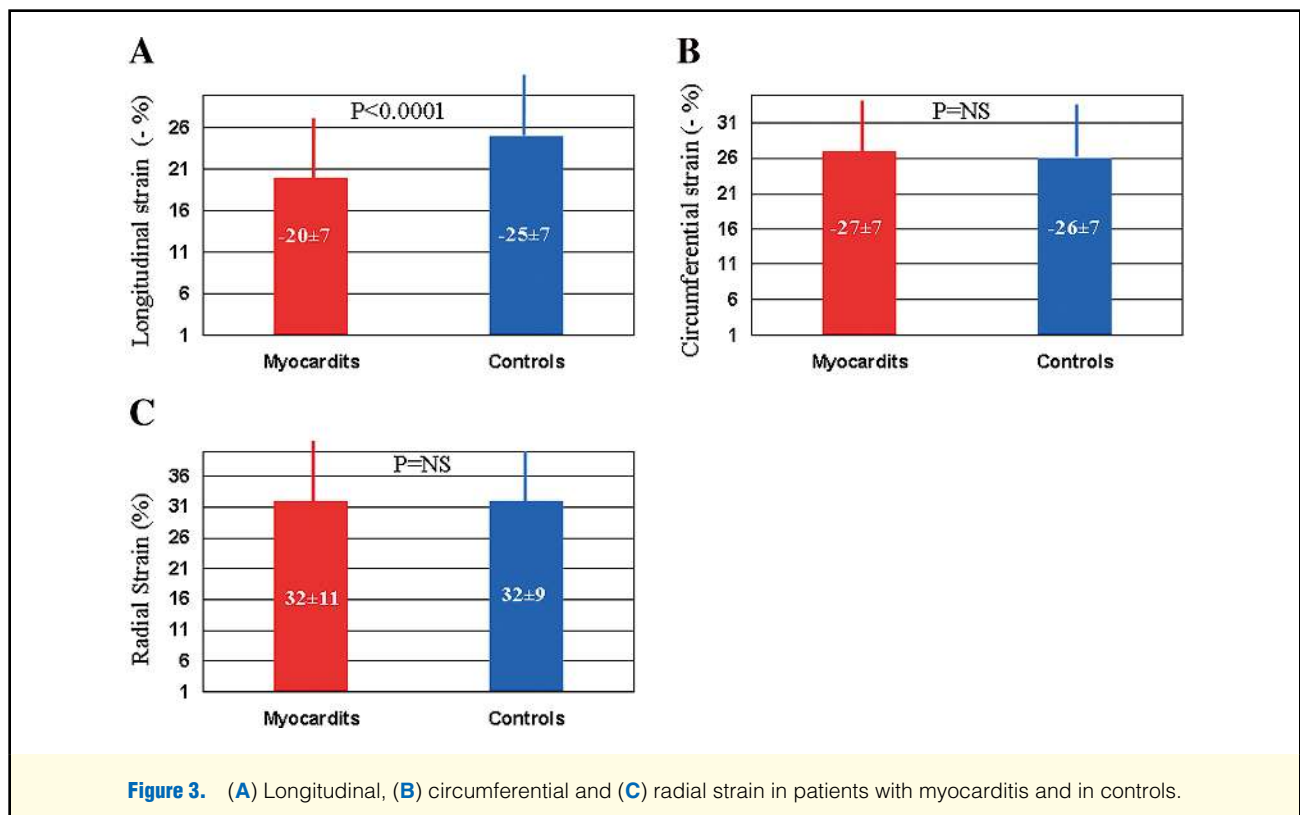 A
Longitudinal strain (- %)
P<0.0001
26
21
16
11
6
1
-20±7
-25±7
Myocardits
Controls
B
Circumferential strain (- %)
P=NS
31
26
21
16
11
6
1
-27±7
-26±7
Myocardits
Controls
C
Radial Strain (%)
P=NS
36
31
26
21
16
11
6
1
32±11
32±9
Myocardits
Controls
Figure 3. (A) Longitudinal, (B) circumferential and (C) radial strain in patients with myocarditis and in controls.